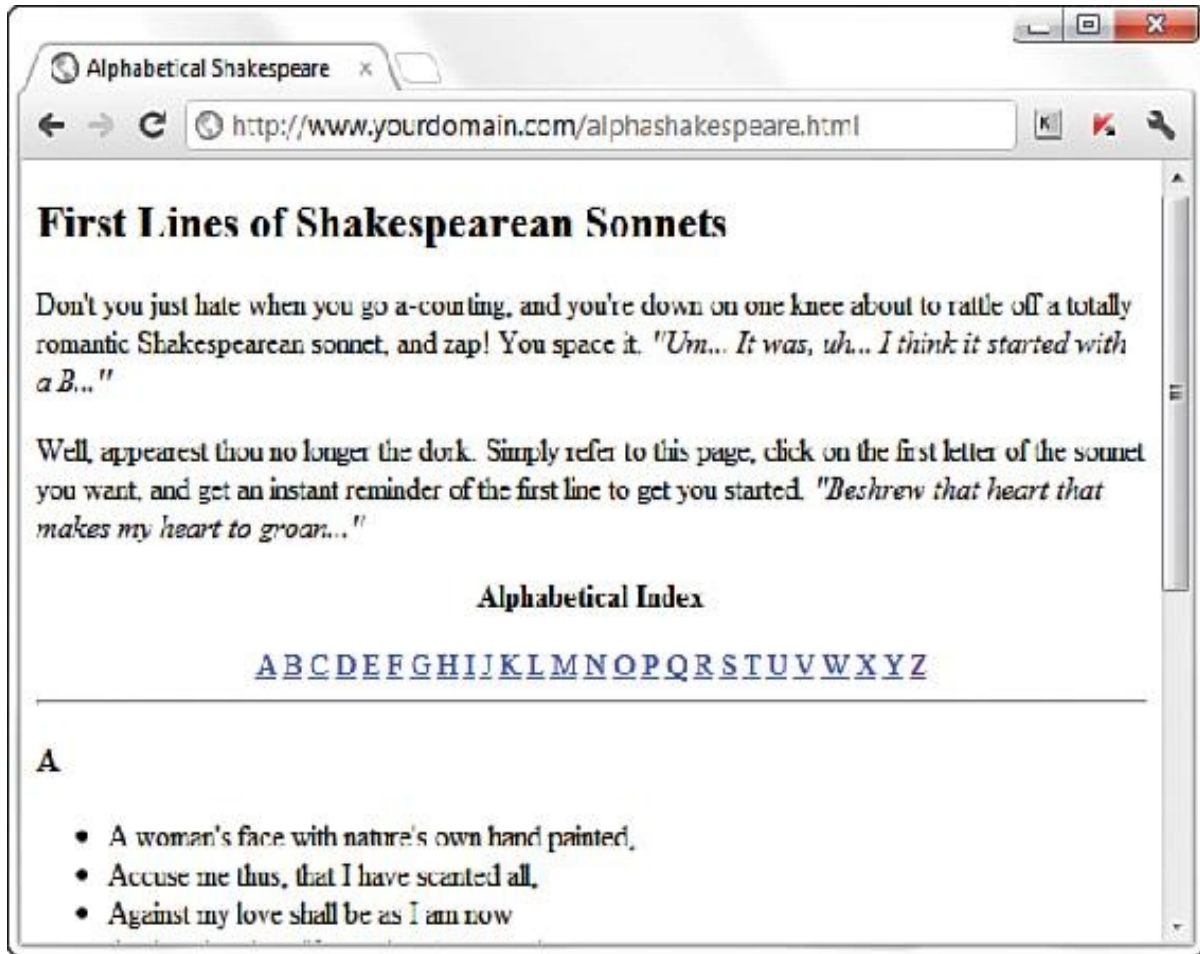 Alphabetical Shakespeare
http://www.yourdomain.com/alphashakespeare.html
K
First Lines of Shakespearean Sonnets
Don't you just hate when you go a-courting, and you're down on one knee about to rattle off a totally
romantic Shakespearean sonnet, and zap! You space it. "Um... It was, uh... I think it started with
a B..."
Well, appearest thou no longer the dork. Simply refer to this page, click on the first letter of the sonnet
you want, and get an instant reminder of the first line to get you started. "Beshrew that heart that
makes my heart to groan..."
Alphabetical Index
A B C D E F G H I J K L M N O P Q R S T U V W X Y Z
A
• A woman's face with nature's own hand painted,
• Accuse me thus, that I have scanted all,
• Against my love shall be as I am now